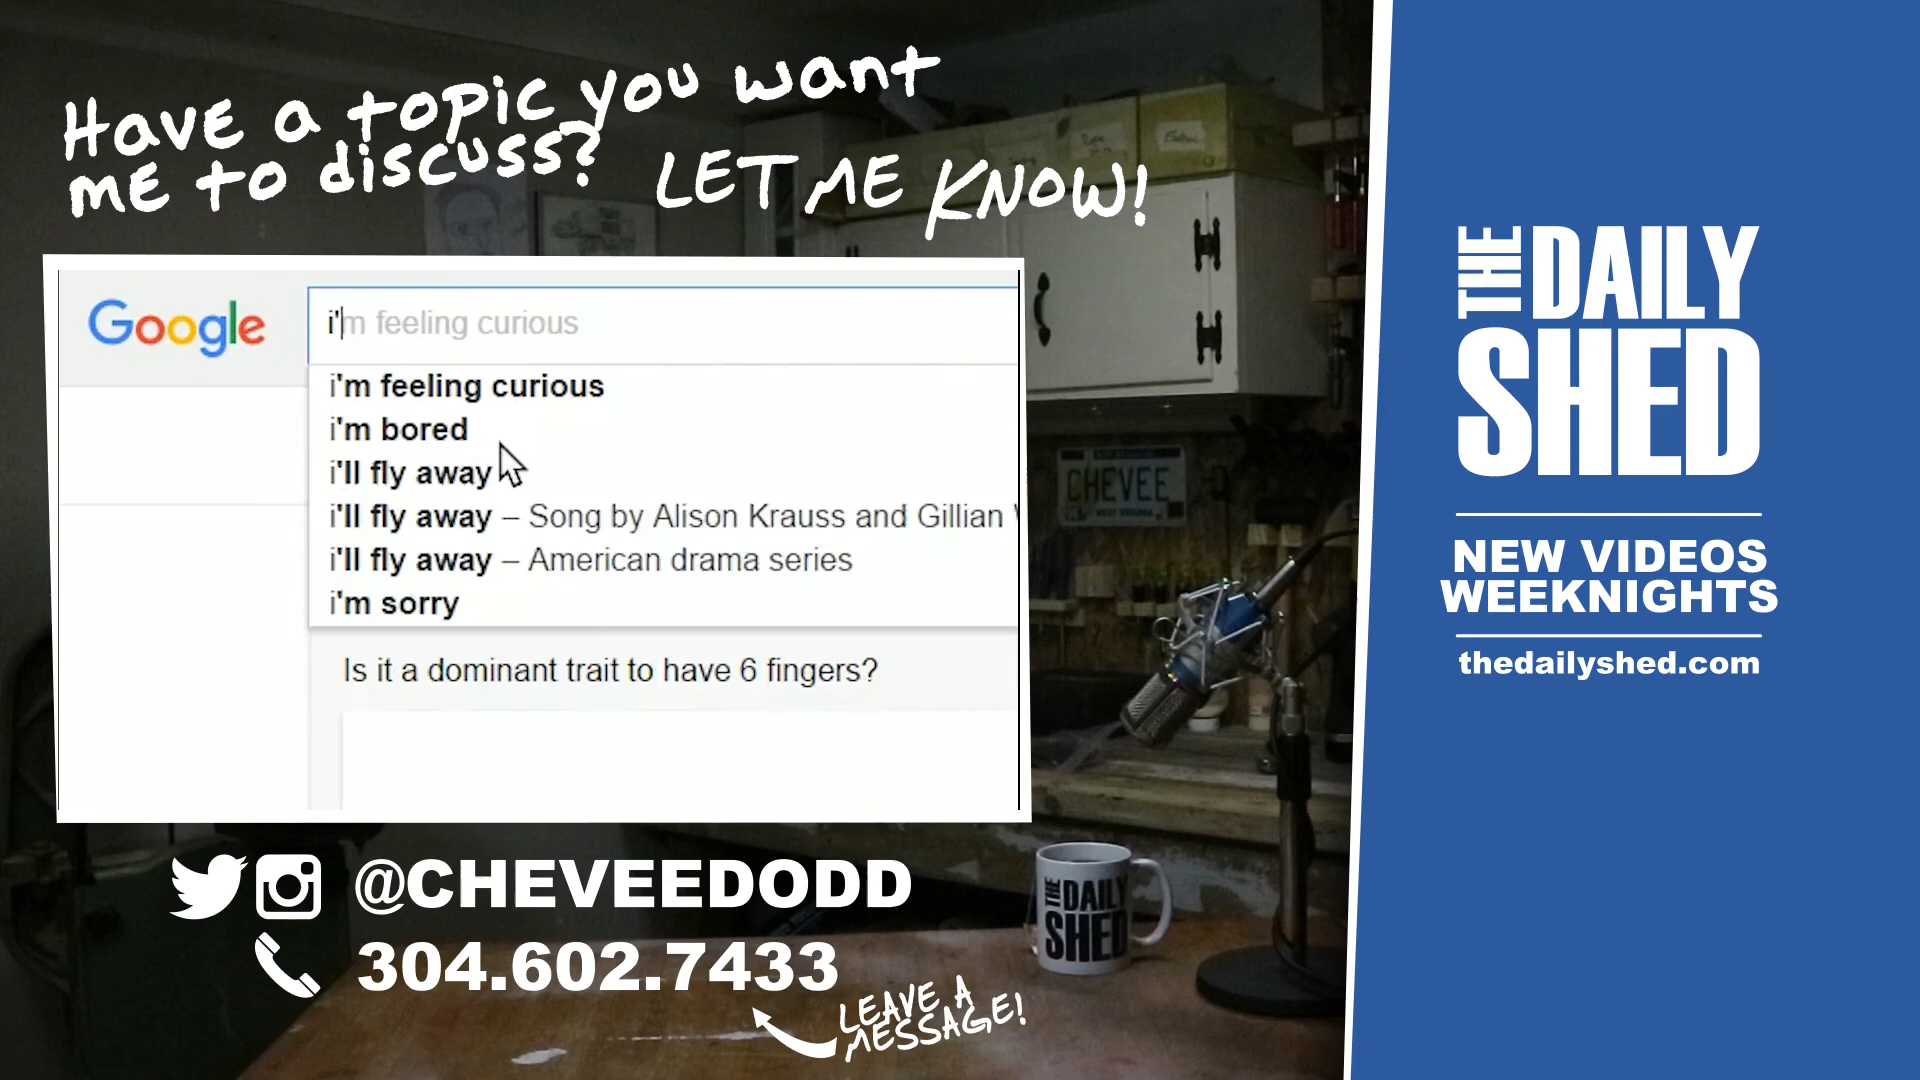 Have a topic you want
me to discuss?
LET ME KNOW!
Google
i'm feeling curious
i'm feeling curious
i'm bored
i'll fly away
i'll fly away – Song by Alison Krauss and Gillian
i'll fly away – American drama series
i'm sorry
Is it a dominant trait to have 6 fingers?
CHEVEE
WEST VIRGINIA
THE DAILY
SHED
@CHEVEEDODD
304.602.7433
LEAVE A
MESSAGE!
THE DAILY
SHED
NEW VIDEOS
WEEKNIGHTS
thedailyshed.com